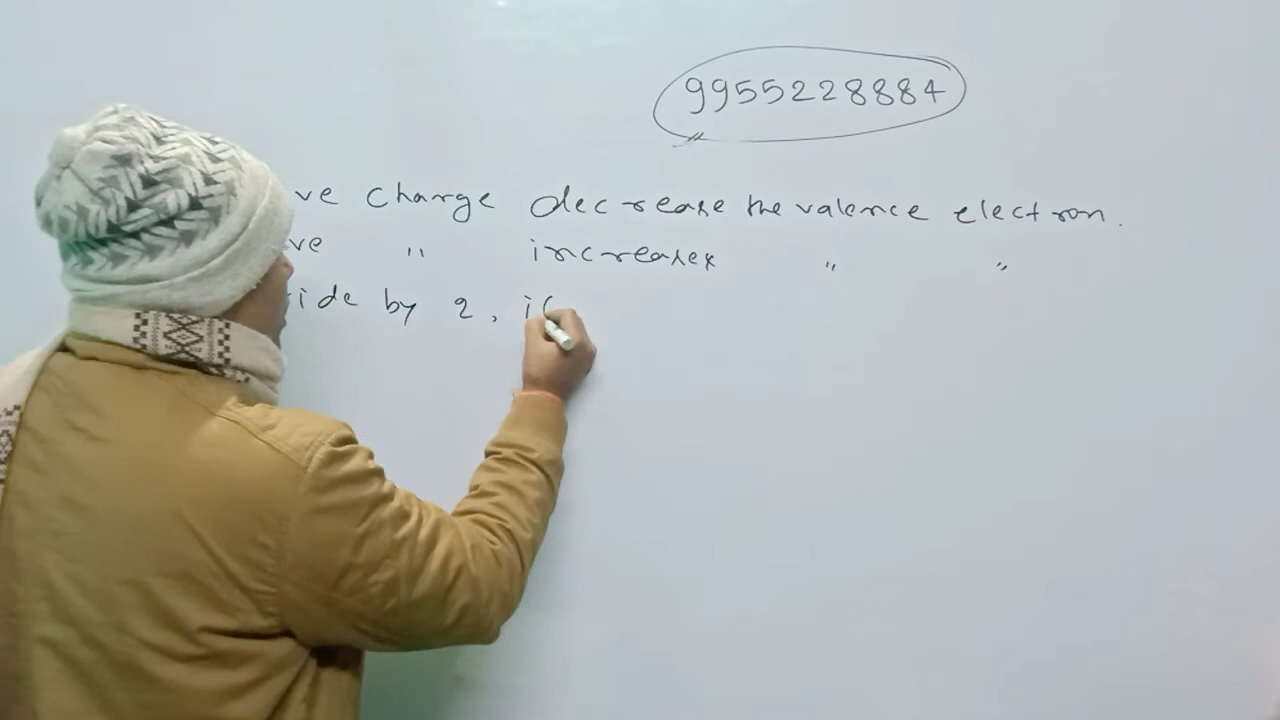 9955228884
ve charge decrease the valence electron.
ve " increases " "
ide by 2, i